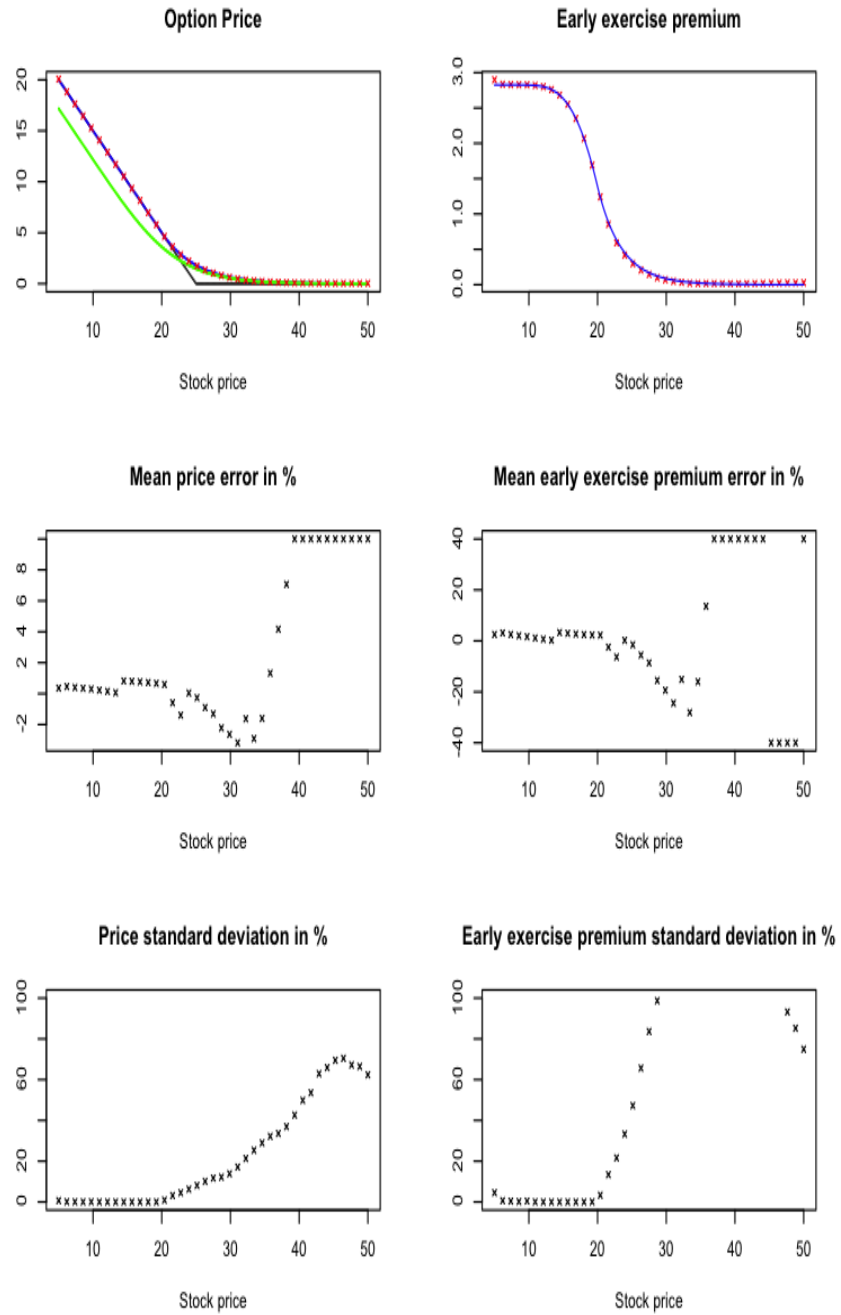 Option Price
20
15
10
5
0
10 20 30 40 50
Stock price
Early exercise premium
3.0
2.0
1.0
0.0
10 20 30 40 50
Stock price
Mean price error in %
8
6
4
2
-2
10 20 30 40 50
Stock price
Mean early exercise premium error in %
40
20
0
-20
-40
10 20 30 40 50
Stock price
Price standard deviation in %
100
60
20
0
10 20 30 40 50
Stock price
Early exercise premium standard deviation in %
100
60
20
0
10 20 30 40 50
Stock price